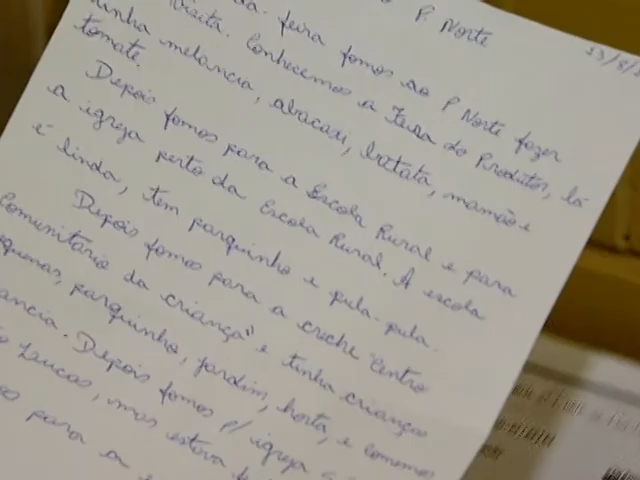 P. Norte
23/8/
feira fomos ao P Norte fazer
visita. Conhecemos a Feira do Produtor, lá
tinha melancia, abacaxi, batata, mamão e
tomate.
Depois fomos para a Escola Rural e para
a igreja perto da Escola Rural. A escola
é linda, tem parquinho e pula-pula.
Depois fomos para a creche "Centro
Comunitário da criança" e tinha crianças
pequenas, parquinho, jardim, horta, e comemos
Depois fomos p/ igreja
Lucas, mas estava
para a